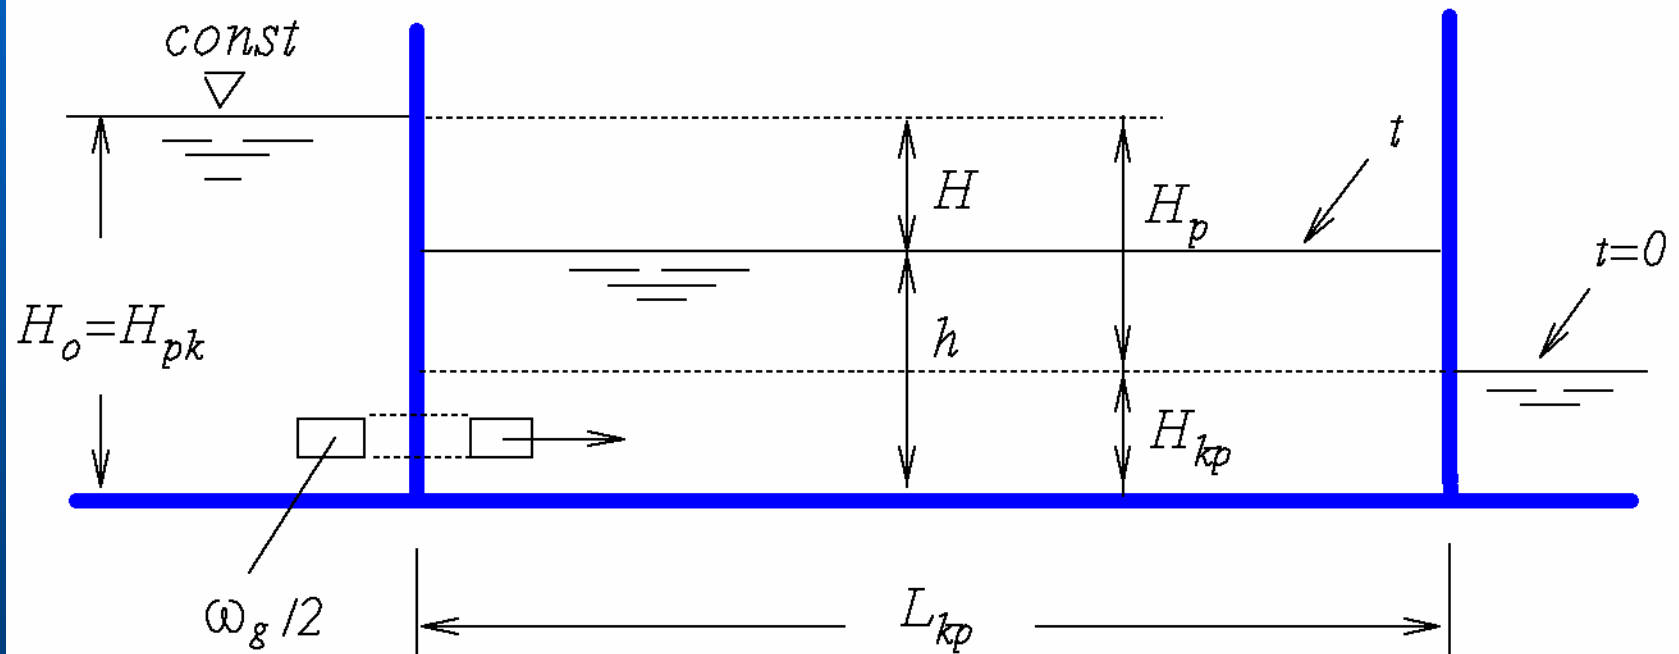 const
t
H
H_p
t=0
H_o=H_pk
h
H_kp
ω_g/2
L_kp